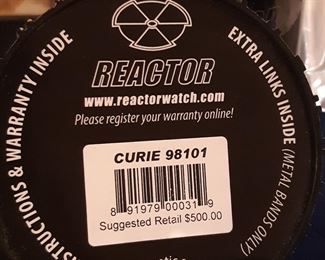 REACTOR
www.reactorwatch.com
Please register your warranty online!
INSTRUCTIONS & WARRANTY INSIDE
EXTRA LINKS INSIDE (METAL BANDS ONLY)
CURIE 98101
8 91979 00031 9
Suggested Retail $500.00